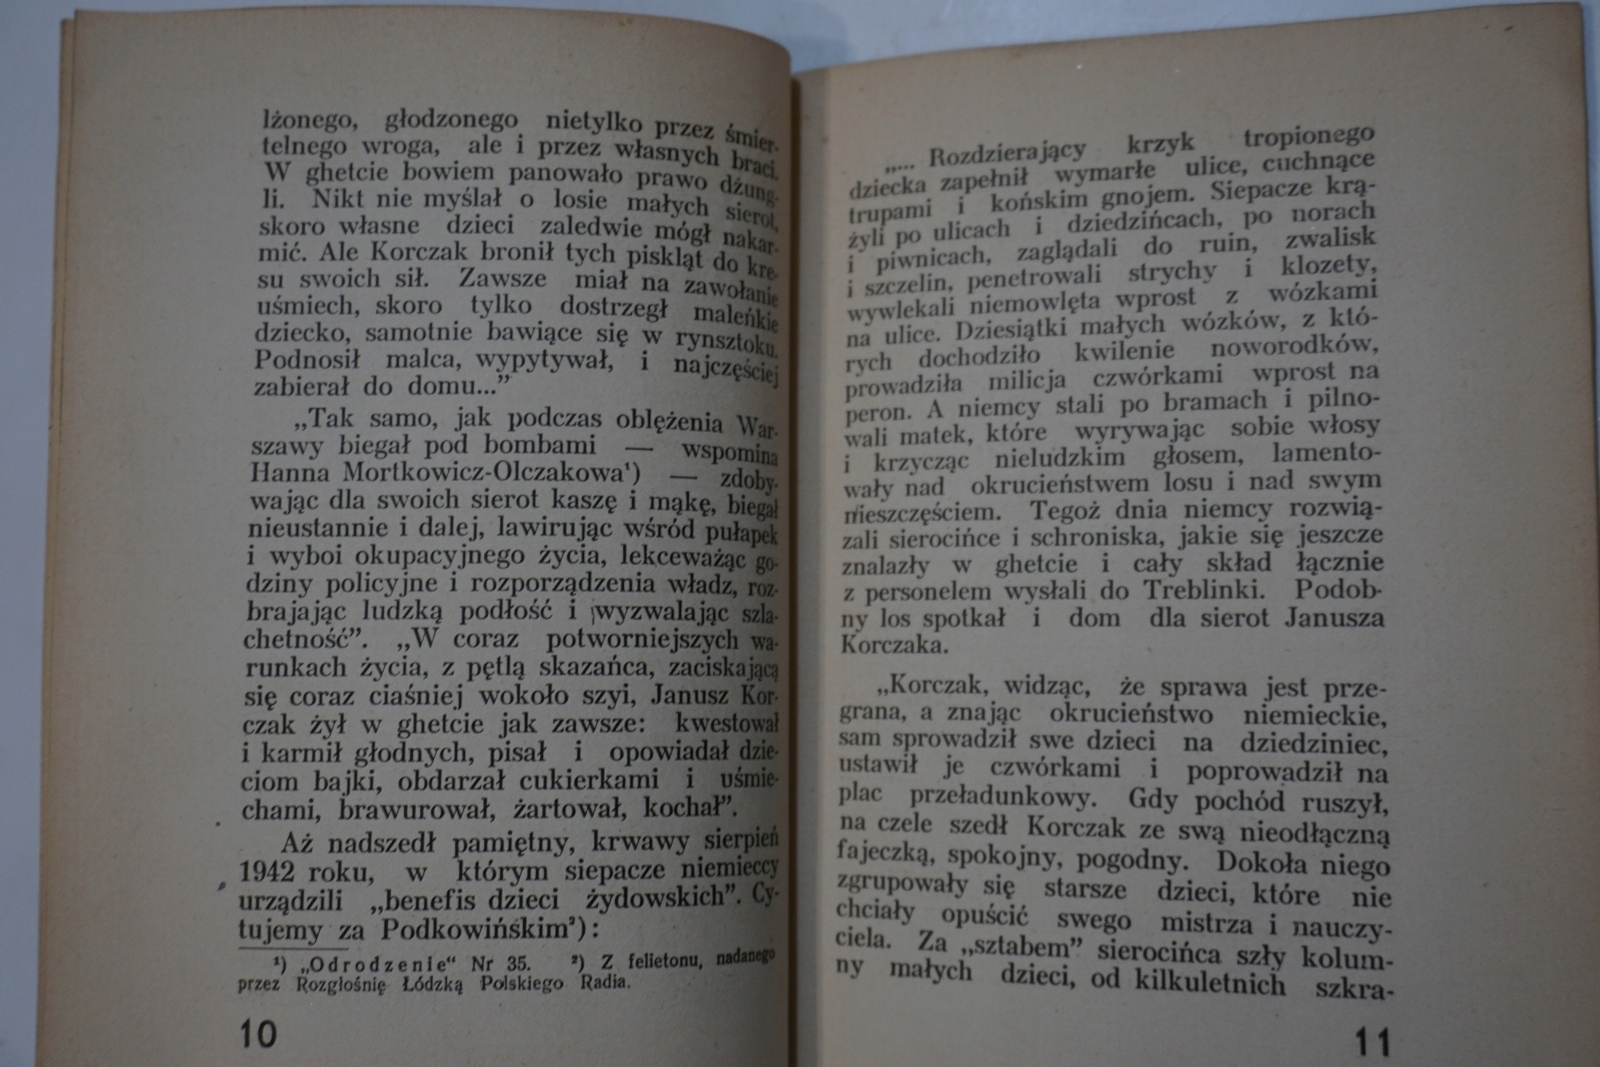 lżonego, głodzonego nietylko przez śmier-
telnego wroga, ale i przez własnych braci.
W ghetcie bowiem panowało prawo dżung-
li. Nikt nie myślał o losie małych sierot,
skoro własne dzieci zaledwie mógł nakar-
mić. Ale Korczak bronił tych piskląt do kre-
su swoich sił. Zawsze miał na zawołanie
uśmiech, skoro tylko dostrzegł maleńkie
dziecko, samotnie bawiące się w rynsztoku.
Podnosił malca, wypytywał, i najczęściej
zabierał do domu...”
„Tak samo, jak podczas oblężenia War-
szawy biegał pod bombami — wspomina
Hanna Mortkowicz-Olczakowa¹) — zdoby-
wając dla swoich sierot kaszę i mąkę, biegał
nieustannie i dalej, lawirując wśród pułapek
i wyboi okupacyjnego życia, lekceważąc go-
dziny policyjne i rozporządzenia władz, roz-
brajając ludzką podłość i wyzwalając szla-
chetność”. „W coraz potworniejszych wa-
runkach życia, z pętlą skazańca, zaciskającą
się coraz ciaśniej wokoło szyi, Janusz Kor-
czak żył w ghetcie jak zawsze: kwestował
i karmił głodnych, pisał i opowiadał dzie-
ciom bajki, obdarzał cukierkami i uśmie-
chami, brawurował, żartował, kochał”.
Aż nadszedł pamiętny, krwawy sierpień
1942 roku, w którym siepacze niemieccy
urządzili „benefis dzieci żydowskich”. Cy-
tujemy za Podkowińśkim²):
¹) „Odrodzenie“ Nr 35. ²) Z felietonu, nadanego
przez Rozgłośnię Łódzką Polskiego Radia.
10
„.... Rozdzierający krzyk tropionego
dziecka zapełnił wymarłe ulice, cuchnące
trupami i końskim gnojem. Siepacze krą-
żyli po ulicach i dziedzińcach, po norach
i piwnicach, zaglądali do ruin, zwalisk
i szczelin, penetrowali strychy i klozety,
wywlekali niemowlęta wprost z wózkami
na ulice. Dziesiątki małych wózków, z któ-
rych dochodziło kwilenie noworodków,
prowadziła milicja czwórkami wprost na
peron. A niemcy stali po bramach i pilno-
wali matek, które wyrywając sobie włosy
i krzycząc nieludzkim głosem, lamento-
wały nad okrucieństwem losu i nad swym
nieszczęściem. Tegoż dnia niemcy rozwią-
zali sierocińce i schroniska, jakie się jeszcze
znalazły w ghetcie i cały skład łącznie
z personelem wysłali do Treblinki. Podob-
ny los spotkał i dom dla sierot Janusza
Korczaka.
„Korczak, widząc, że sprawa jest prze-
grana, a znając okrucieństwo niemieckie,
sam sprowadził swe dzieci na dziedziniec,
ustawił je czwórkami i poprowadził na
plac przeładunkowy. Gdy pochód ruszył,
na czele szedł Korczak ze swą nieodłączną
fajeczką, spokojny, pogodny. Dokoła niego
zgrupowały się starsze dzieci, które nie
chciały opuścić swego mistrza i nauczy-
ciela. Za „sztabem” sierocińca szły kolum-
ny małych dzieci, od kilkuletnich szkra-
11